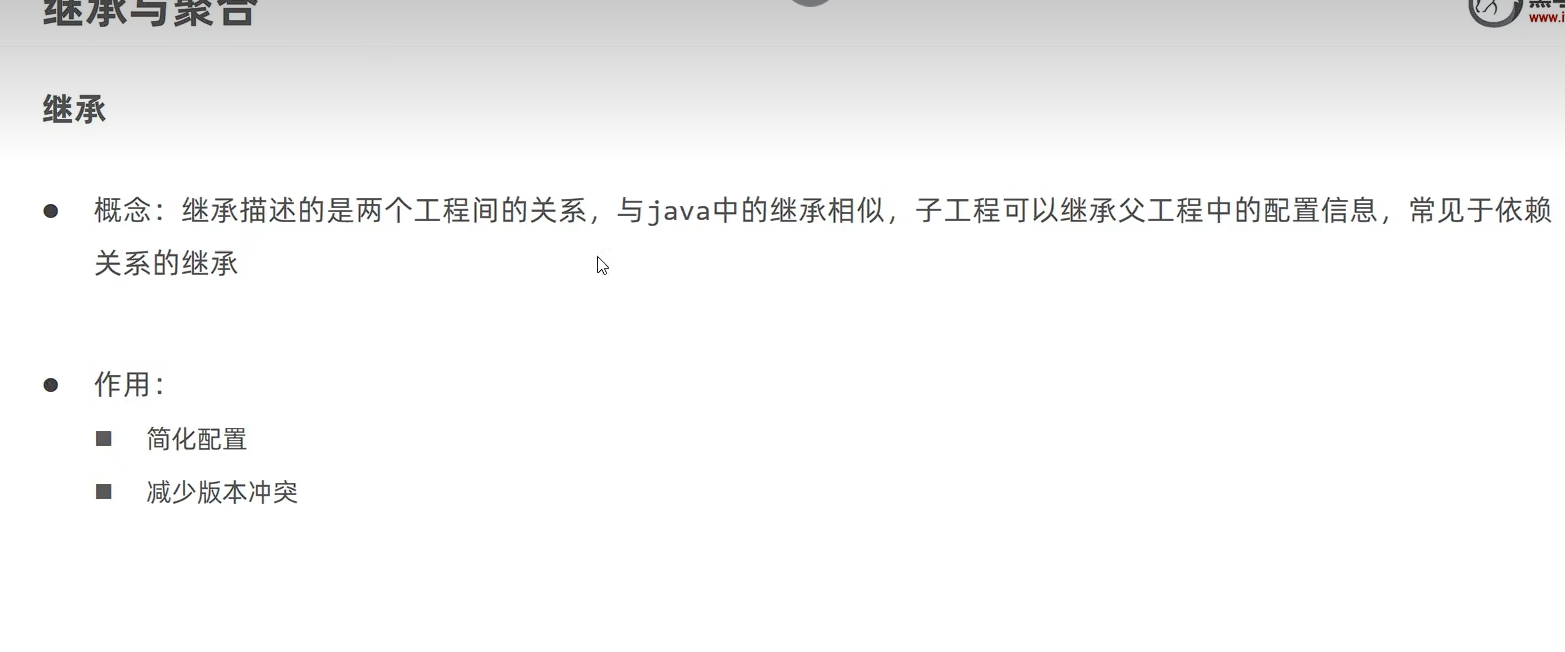 继承与聚合
www.i
继承
概念：继承描述的是两个工程间的关系，与java中的继承相似，子工程可以继承父工程中的配置信息，常见于依赖
关系的继承
作用：
简化配置
减少版本冲突